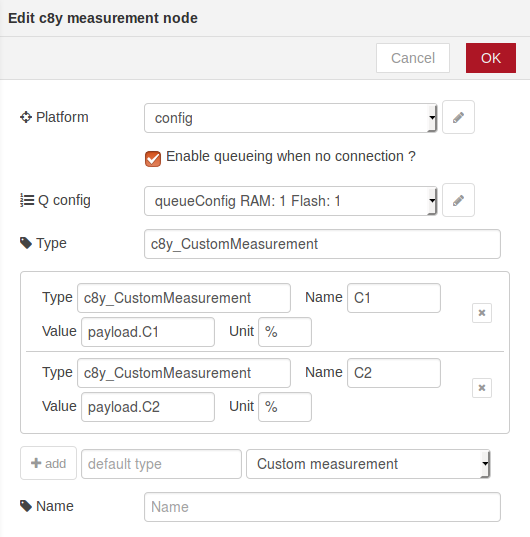 Edit c8y measurement node
Cancel OK
Platform config
Enable queueing when no connection ?
Q config queueConfig RAM: 1 Flash: 1
Type c8y_CustomMeasurement
Type c8y_CustomMeasurement Name C1
Value payload.C1 Unit %
Type c8y_CustomMeasurement Name C2
Value payload.C2 Unit %
add default type Custom measurement
Name Name